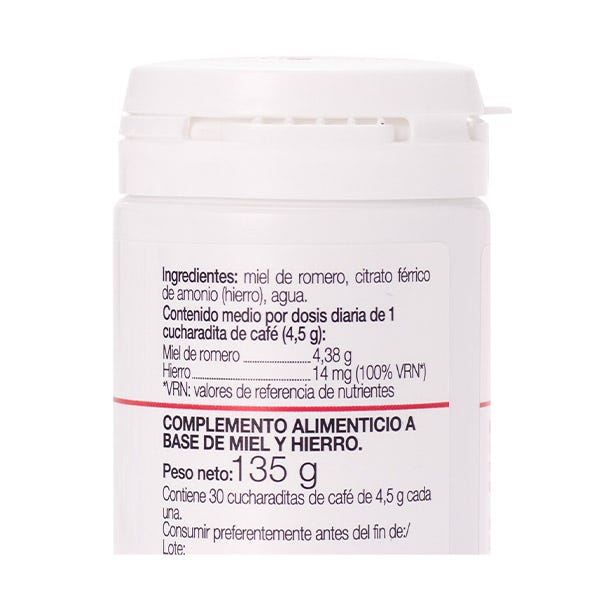 Ingredientes: miel de romero, citrato férrico
de amonio (hierro), agua.
Contenido medio por dosis diaria de 1
cucharadita de café (4,5 g):
Miel de romero ____________ 4,38 g
Hierro ____________________ 14 mg (100% VRN*)
*VRN: valores de referencia de nutrientes
COMPLEMENTO ALIMENTICIO A
BASE DE MIEL Y HIERRO.
Peso neto: 135 g
Contiene 30 cucharaditas de café de 4,5 g cada
una.
Consumir preferentemente antes del fin de:/
Lote: